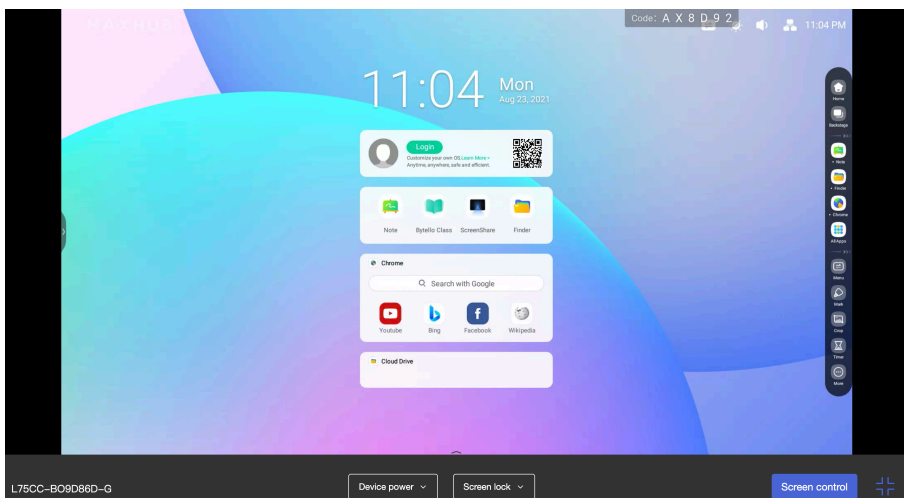 MAXHUB
Code: A X 8 D 9 2
11:04 PM
11:04
Mon
Aug 23, 2021
Login
Customize your own OS.Learn More >
Anytime, anywhere, safe and efficient.
Note
Bytello Class
ScreenShare
Finder
Chrome
Search with Google
Youtube
Bing
Facebook
Wikipedia
Cloud Drive
Home
Backstage
• Note
• Finder
• Chrome
All Apps
Menu
Mark
Crop
Timer
More
L75CC-BO9D86D-G
Device power
Screen lock
Screen control